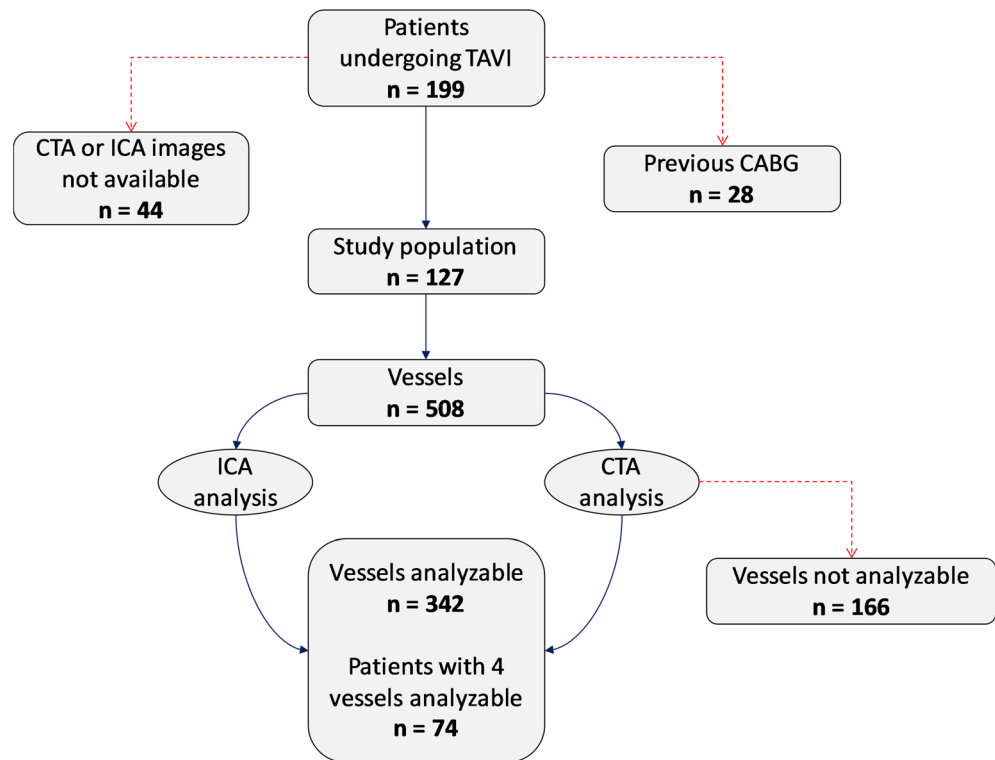 Patients
undergoing TAVI
n = 199
CTA or ICA images
not available
n = 44
Previous CABG
n = 28
Study population
n = 127
Vessels
n = 508
ICA
analysis
CTA
analysis
Vessels not analyzable
n = 166
Vessels analyzable
n = 342
Patients with 4
vessels analyzable
n = 74